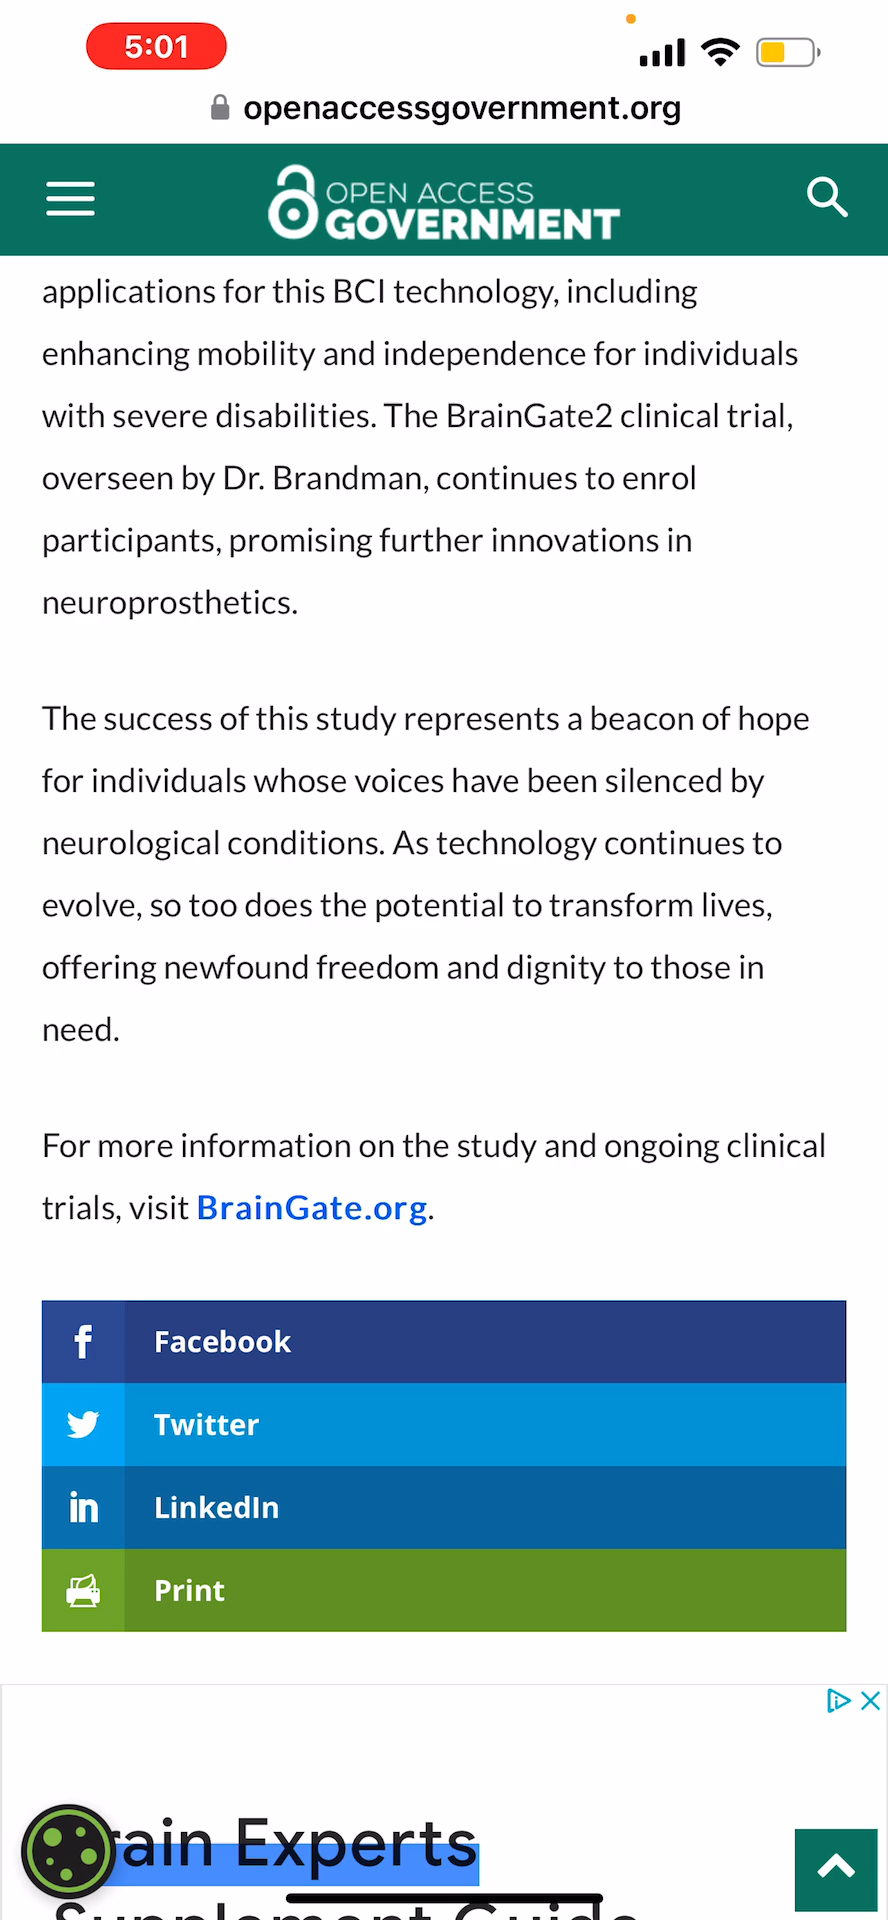 5:01
openaccessgovernment.org
OPEN ACCESS
GOVERNMENT
applications for this BCI technology, including
enhancing mobility and independence for individuals
with severe disabilities. The BrainGate2 clinical trial,
overseen by Dr. Brandman, continues to enrol
participants, promising further innovations in
neuroprosthetics.
The success of this study represents a beacon of hope
for individuals whose voices have been silenced by
neurological conditions. As technology continues to
evolve, so too does the potential to transform lives,
offering newfound freedom and dignity to those in
need.
For more information on the study and ongoing clinical
trials, visit BrainGate.org.
f Facebook
Twitter
in LinkedIn
Print
rain Experts
Supplement Guide